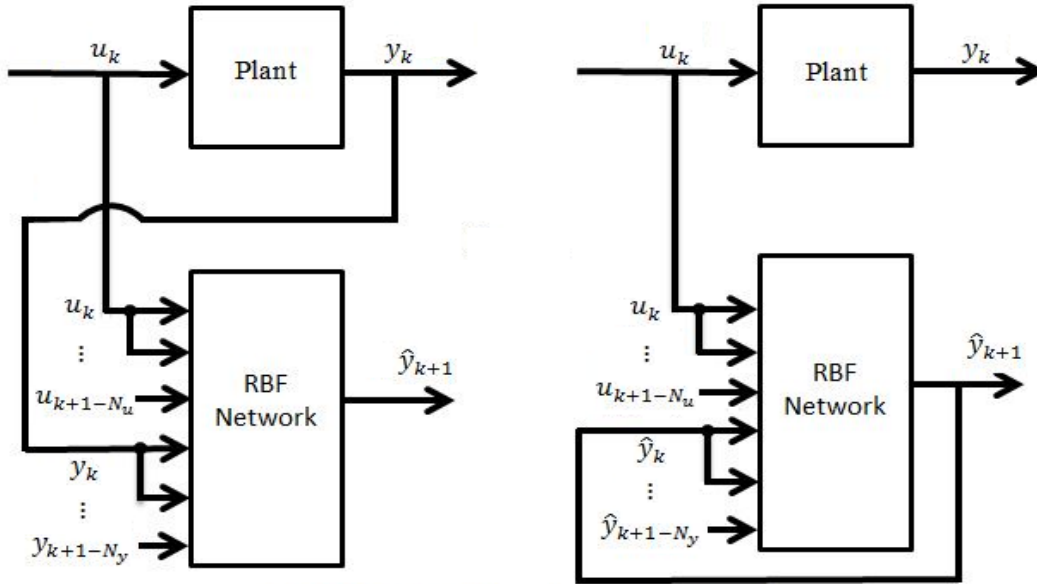 u_k
Plant
y_k
u_k
⋮
u_{k+1-N_u}
y_k
⋮
y_{k+1-N_y}
RBF
Network
ŷ_{k+1}
u_k
Plant
y_k
u_k
⋮
u_{k+1-N_u}
ŷ_k
⋮
ŷ_{k+1-N_y}
RBF
Network
ŷ_{k+1}